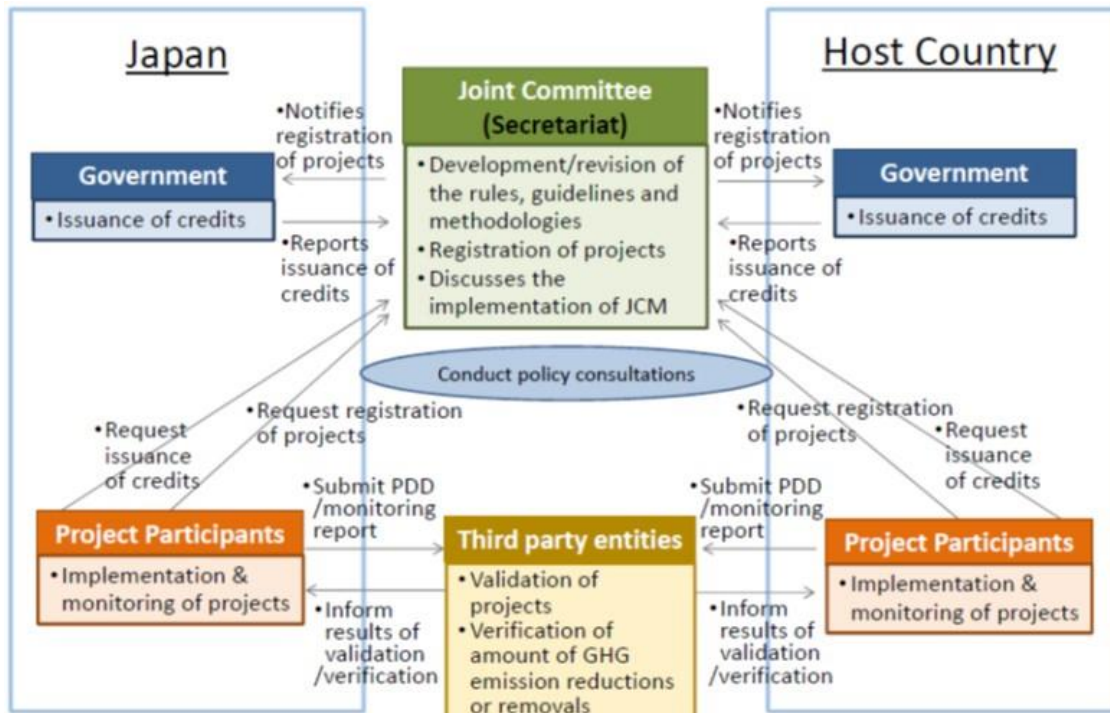 Japan
Host Country
Joint Committee
(Secretariat)
•Development/revision of
the rules, guidelines and
methodologies
•Registration of projects
•Discusses the
implementation of JCM
•Notifies
registration
of projects
•Notifies
registration
of projects
Government
•Issuance of credits
Government
•Issuance of credits
•Reports
issuance of
credits
•Reports
issuance of
credits
Conduct policy consultations
•Request
issuance
of credits
•Request registration
of projects
•Request registration
of projects
•Request
issuance
of credits
•Submit PDD
/monitoring
report
•Submit PDD
/monitoring
report
Project Participants
•Implementation &
monitoring of projects
Third party entities
•Validation of
projects
•Verification of
amount of GHG
emission reductions
or removals
Project Participants
•Implementation &
monitoring of projects
•Inform
results of
validation
/verification
•Inform
results of
validation
/verification